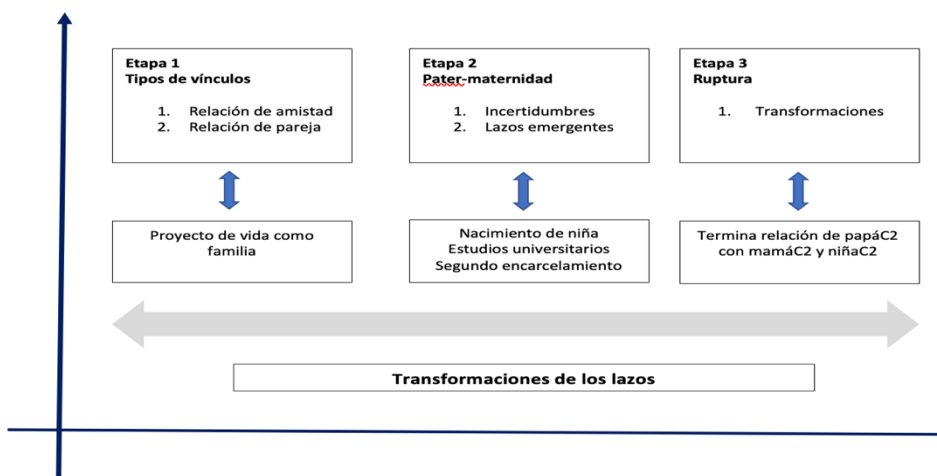 Etapa 1
Tipos de vínculos
1. Relación de amistad
2. Relación de pareja
Etapa 2
Pater-maternidad
1. Incertidumbres
2. Lazos emergentes
Etapa 3
Ruptura
1. Transformaciones
Proyecto de vida como
familia
Nacimiento de niña
Estudios universitarios
Segundo encarcelamiento
Termina relación de papáC2
con mamáC2 y niñaC2
Transformaciones de los lazos